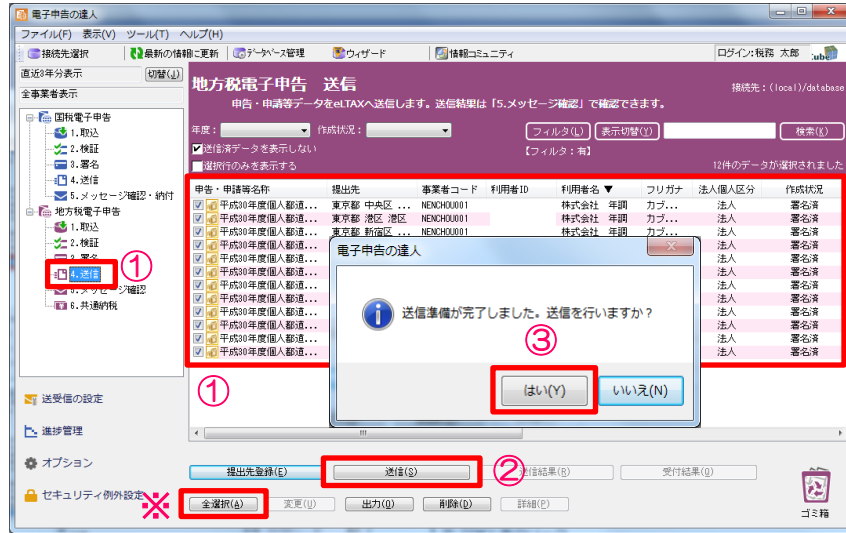 電子申告の達人
ファイル(F) 表示(V) ツール(T) ヘルプ(H)
接続先選択 最新の情報に更新 データベース管理 ウィザード 情報コミュニティ ログイン:税務 太郎
直近3年分表示 切替(J)
全事業者表示
国税電子申告
1.取込
2.検証
3.署名
4.送信
5.メッセージ確認・納付
地方税電子申告
1.取込
2.検証
3.署名
4.送信
5.メッセージ確認
6.共通納税
①
送受信の設定
進捗管理
オプション
セキュリティ例外設定
地方税電子申告 送信
接続先:(local)/database
申告・申請等データをeLTAXへ送信します。送信結果は「5.メッセージ確認」で確認できます。
年度: 作成状況: フィルタ(L) 表示切替(Y) 検索(K)
送信済データを表示しない 【フィルタ:有】
選択行のみを表示する 12件のデータが選択されました
申告・申請等名称 提出先 事業者コード 利用者ID 利用者名 ▼ フリガナ 法人個人区分 作成状況
平成30年度個人都道... 東京都 中央区 ... NENCHOU001 株式会社 年調 カブ... 法人 署名済
平成30年度個人都道... 東京都 港区 港区 NENCHOU001 株式会社 年調 カブ... 法人 署名済
平成30年度個人都道... 東京都 新宿区 ... NENCHOU001 株式会社 年調 カブ... 法人 署名済
平成30年度個人都道... 法人 署名済
平成30年度個人都道... 法人 署名済
平成30年度個人都道... 法人 署名済
平成30年度個人都道... 法人 署名済
平成30年度個人都道... 法人 署名済
平成30年度個人都道... 法人 署名済
平成30年度個人都道... 法人 署名済
平成30年度個人都道... 法人 署名済
平成30年度個人都道... 法人 署名済
電子申告の達人
送信準備が完了しました。送信を行いますか?
③
はい(Y) いいえ(N)
①
提出先登録(E) 送信(S) ② 送信結果(R) 受付結果(O)
※ 全選択(A) 変更(U) 出力(O) 削除(D) 詳細(P)
ゴミ箱